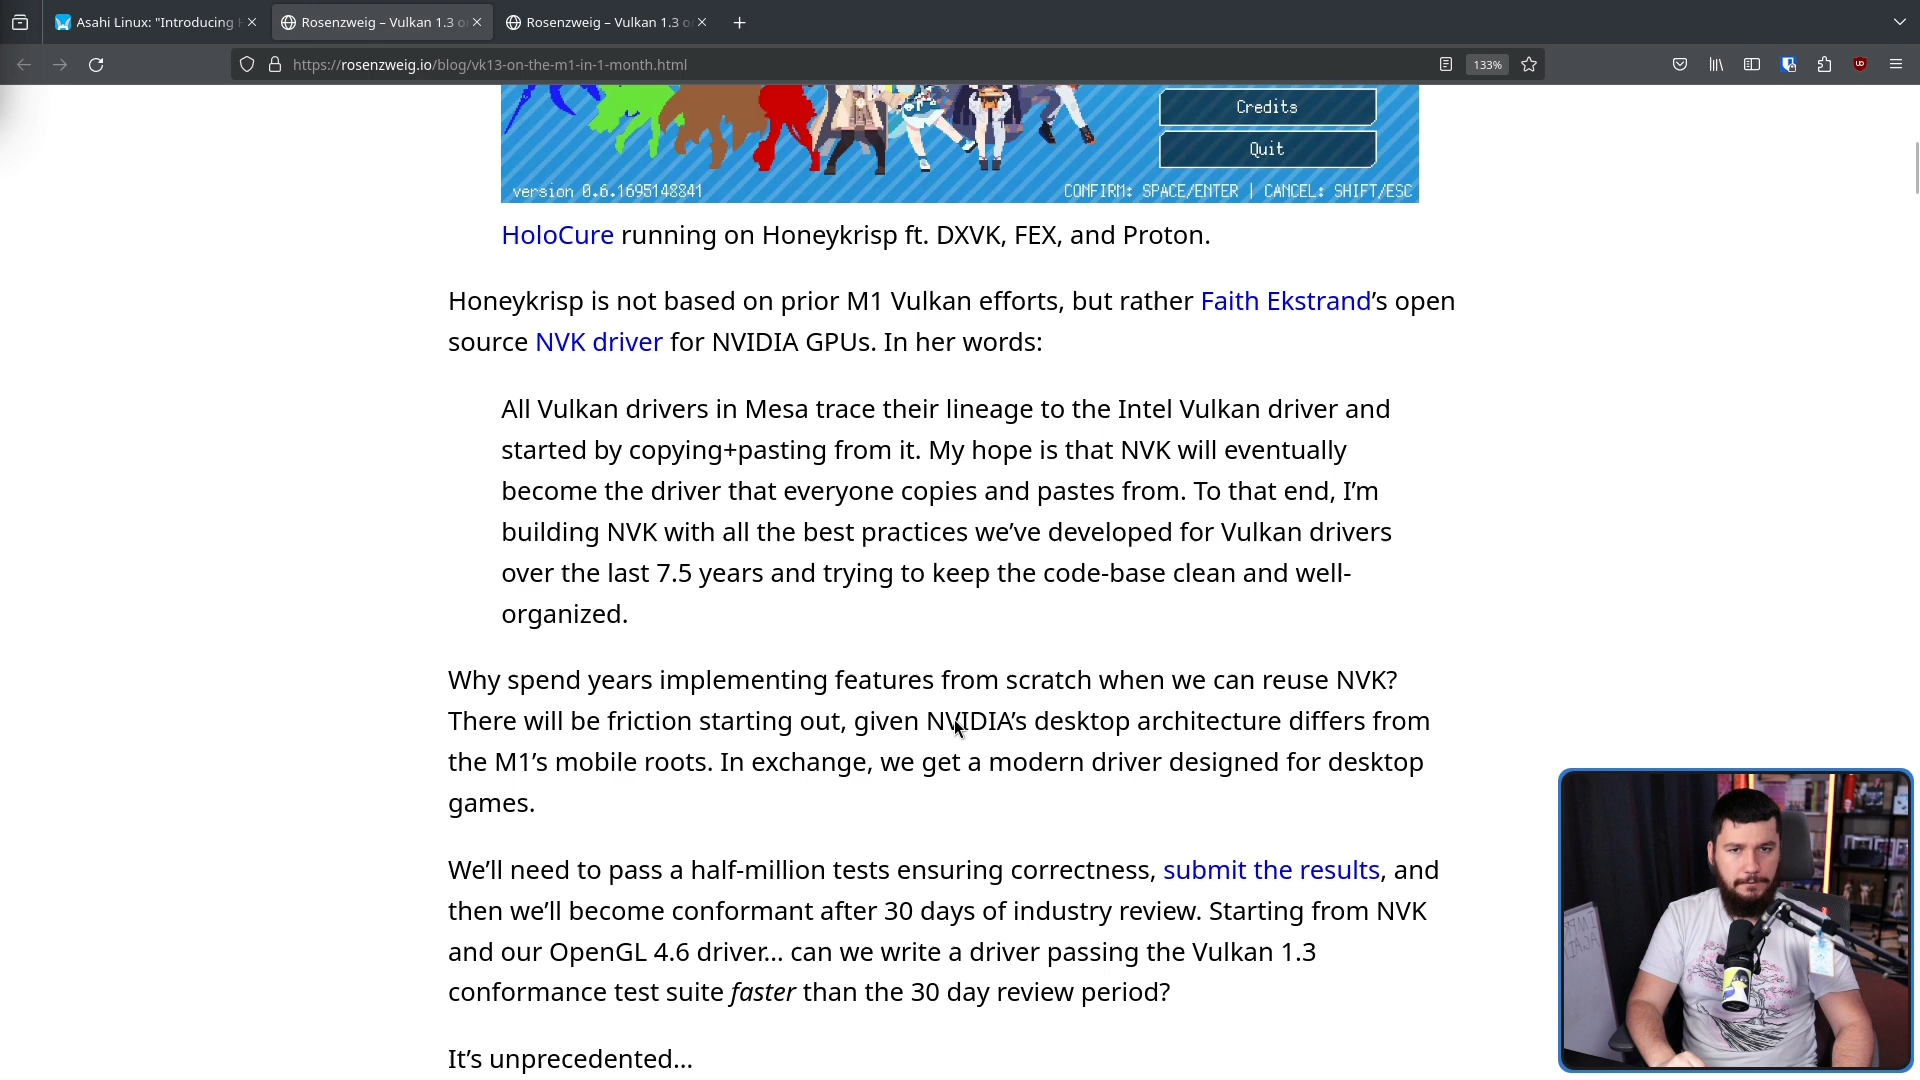 Asahi Linux: "Introducing
Rosenzweig – Vulkan 1.3 o
Rosenzweig – Vulkan 1.3 o
https://rosenzweig.io/blog/vk13-on-the-m1-in-1-month.html
133%
Credits
Quit
version 0.6.1695148841
CONFIRM: SPACE/ENTER | CANCEL: SHIFT/ESC
HoloCure running on Honeykrisp ft. DXVK, FEX, and Proton.
Honeykrisp is not based on prior M1 Vulkan efforts, but rather Faith Ekstrand’s open
source NVK driver for NVIDIA GPUs. In her words:
All Vulkan drivers in Mesa trace their lineage to the Intel Vulkan driver and
started by copying+pasting from it. My hope is that NVK will eventually
become the driver that everyone copies and pastes from. To that end, I’m
building NVK with all the best practices we’ve developed for Vulkan drivers
over the last 7.5 years and trying to keep the code-base clean and well-
organized.
Why spend years implementing features from scratch when we can reuse NVK?
There will be friction starting out, given NVIDIA’s desktop architecture differs from
the M1’s mobile roots. In exchange, we get a modern driver designed for desktop
games.
We’ll need to pass a half-million tests ensuring correctness, submit the results, and
then we’ll become conformant after 30 days of industry review. Starting from NVK
and our OpenGL 4.6 driver… can we write a driver passing the Vulkan 1.3
conformance test suite faster than the 30 day review period?
It’s unprecedented…